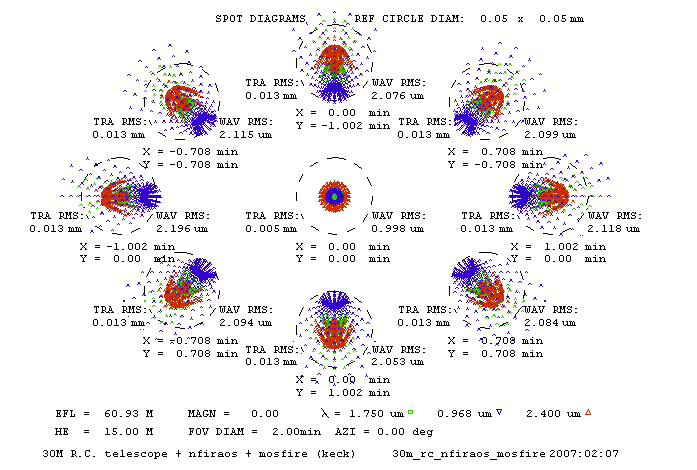 SPOT DIAGRAMS REF CIRCLE DIAM: 0.05 x 0.05 mm
TRA RMS: WAV RMS:
0.013 mm 2.076 um
X = 0.00 min
Y = -1.002 min
TRA RMS: WAV RMS:
0.013 mm 2.115 um
X = -0.708 min
Y = -0.708 min
TRA RMS: WAV RMS:
0.013 mm 2.099 um
X = 0.708 min
Y = -0.708 min
TRA RMS: WAV RMS:
0.013 mm 2.196 um
X = -1.002 min
Y = 0.00 min
TRA RMS: WAV RMS:
0.005 mm 0.998 um
X = 0.00 min
Y = 0.00 min
TRA RMS: WAV RMS:
0.013 mm 2.118 um
X = 1.002 min
Y = 0.00 min
TRA RMS: WAV RMS:
0.013 mm 2.094 um
X = -0.708 min
Y = 0.708 min
TRA RMS: WAV RMS:
0.013 mm 2.084 um
X = 0.708 min
Y = 0.708 min
TRA RMS: WAV RMS:
0.013 mm 2.053 um
X = 0.00 min
Y = 1.002 min
EFL = 60.93 M MAGN = 0.00 λ = 1.750 um 0.968 um 2.400 um
HE = 15.00 M FOV DIAM = 2.00min AZI = 0.00 deg
30M R.C. telescope + nfiraos + mosfire (keck) 30m_rc_nfiraos_mosfire 2007:02:07